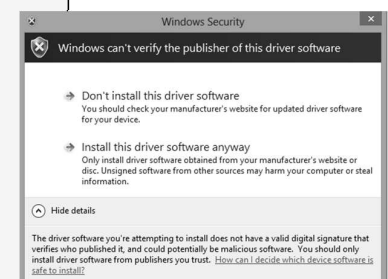 Windows Security
Windows can't verify the publisher of this driver software
Don't install this driver software
You should check your manufacturer's website for updated driver software
for your device.
Install this driver software anyway
Only install driver software obtained from your manufacturer's website or
disc. Unsigned software from other sources may harm your computer or steal
information.
Hide details
The driver software you're attempting to install does not have a valid digital signature that
verifies who published it, and could potentially be malicious software. You should only
install driver software from publishers you trust. How can I decide which device software is
safe to install?